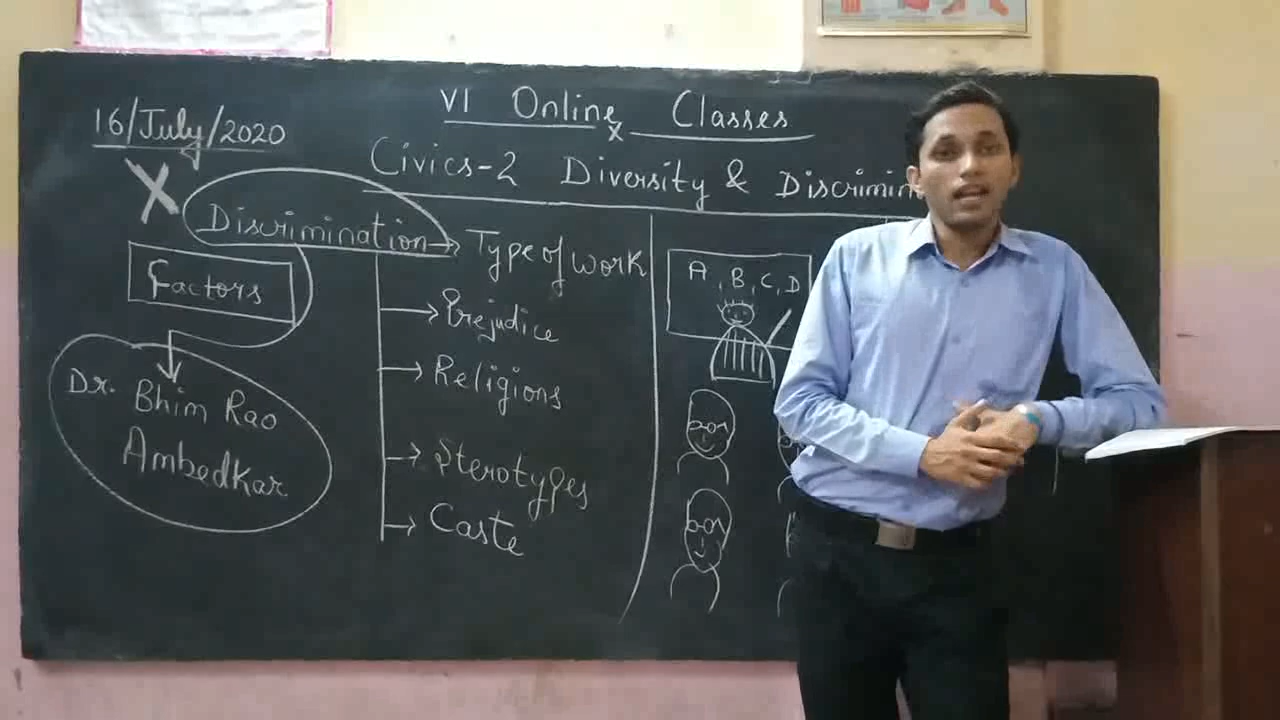 VI Online Classes
x
16/July/2020
Civics-2 Diversity & Discrimin
X
Discrimination → Type of work
Factors
→ Prejudice
→ Religions
→ Sterotypes
→ Caste
Dr. Bhim Rao
Ambedkar
A, B, C, D